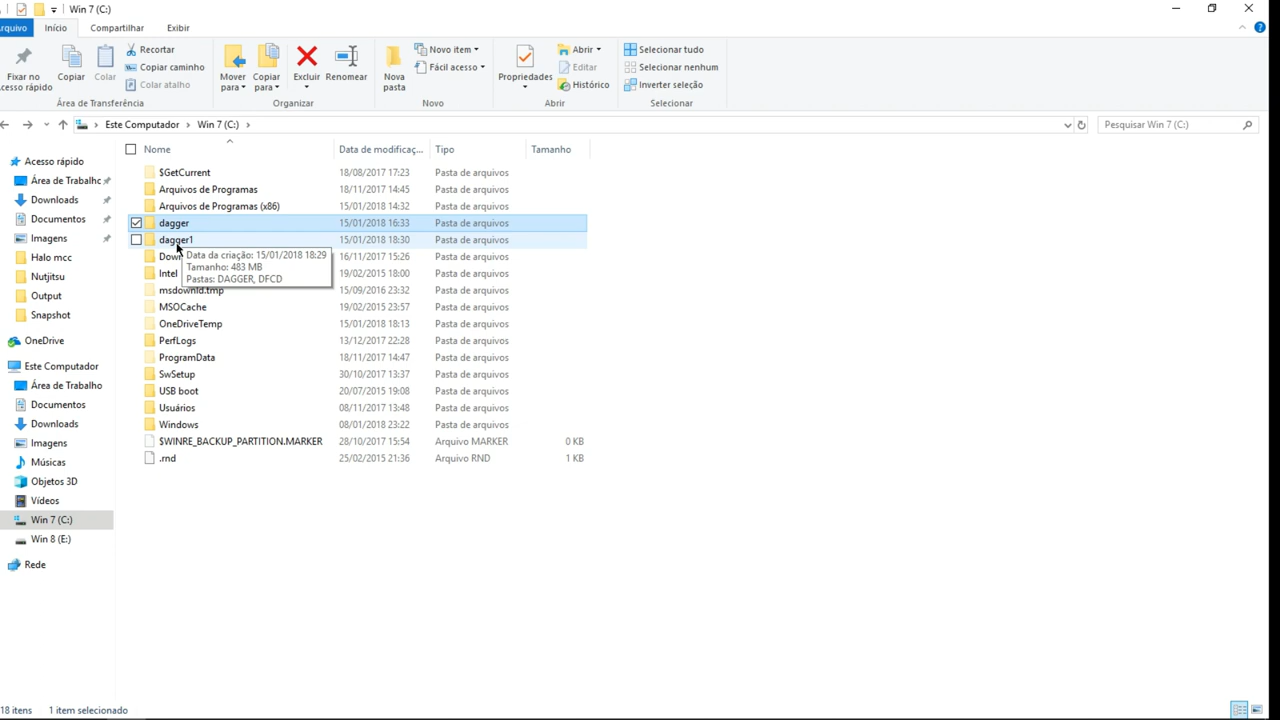 Win 7 (C:)
Arquivo Início Compartilhar Exibir
Fixar no
Acesso rápido
Copiar
Colar
Recortar
Copiar caminho
Colar atalho
Mover
para
Copiar
para
Excluir
Renomear
Nova
pasta
Novo item
Fácil acesso
Propriedades
Abrir
Editar
Histórico
Selecionar tudo
Selecionar nenhum
Inverter seleção
Área de Transferência Organizar Novo Abrir Selecionar
Este Computador Win 7 (C:) Pesquisar Win 7 (C:)
Nome Data de modificaç... Tipo Tamanho
Acesso rápido
Área de Trabalhc
Downloads
Documentos
Imagens
Halo mcc
Nutjitsu
Output
Snapshot
OneDrive
Este Computador
Área de Trabalho
Documentos
Downloads
Imagens
Músicas
Objetos 3D
Vídeos
Win 7 (C:)
Win 8 (E:)
Rede
$GetCurrent 18/08/2017 17:23 Pasta de arquivos
Arquivos de Programas 18/11/2017 14:45 Pasta de arquivos
Arquivos de Programas (x86) 15/01/2018 14:32 Pasta de arquivos
dagger 15/01/2018 16:33 Pasta de arquivos
dagger1 15/01/2018 18:30 Pasta de arquivos
Down 16/11/2017 15:26 Pasta de arquivos
Intel 19/02/2015 18:00 Pasta de arquivos
msdownld.tmp 15/09/2016 23:32 Pasta de arquivos
MSOCache 19/02/2015 23:57 Pasta de arquivos
OneDriveTemp 15/01/2018 18:13 Pasta de arquivos
PerfLogs 13/12/2017 22:28 Pasta de arquivos
ProgramData 18/11/2017 14:47 Pasta de arquivos
SwSetup 30/10/2017 13:37 Pasta de arquivos
USB boot 20/07/2015 19:08 Pasta de arquivos
Usuários 08/11/2017 13:48 Pasta de arquivos
Windows 08/01/2018 23:22 Pasta de arquivos
$WINRE_BACKUP_PARTITION.MARKER 28/10/2017 15:54 Arquivo MARKER 0 KB
.rnd 25/02/2015 21:36 Arquivo RND 1 KB
Data da criação: 15/01/2018 18:29
Tamanho: 483 MB
Pastas: DAGGER, DFCD
18 itens 1 item selecionado